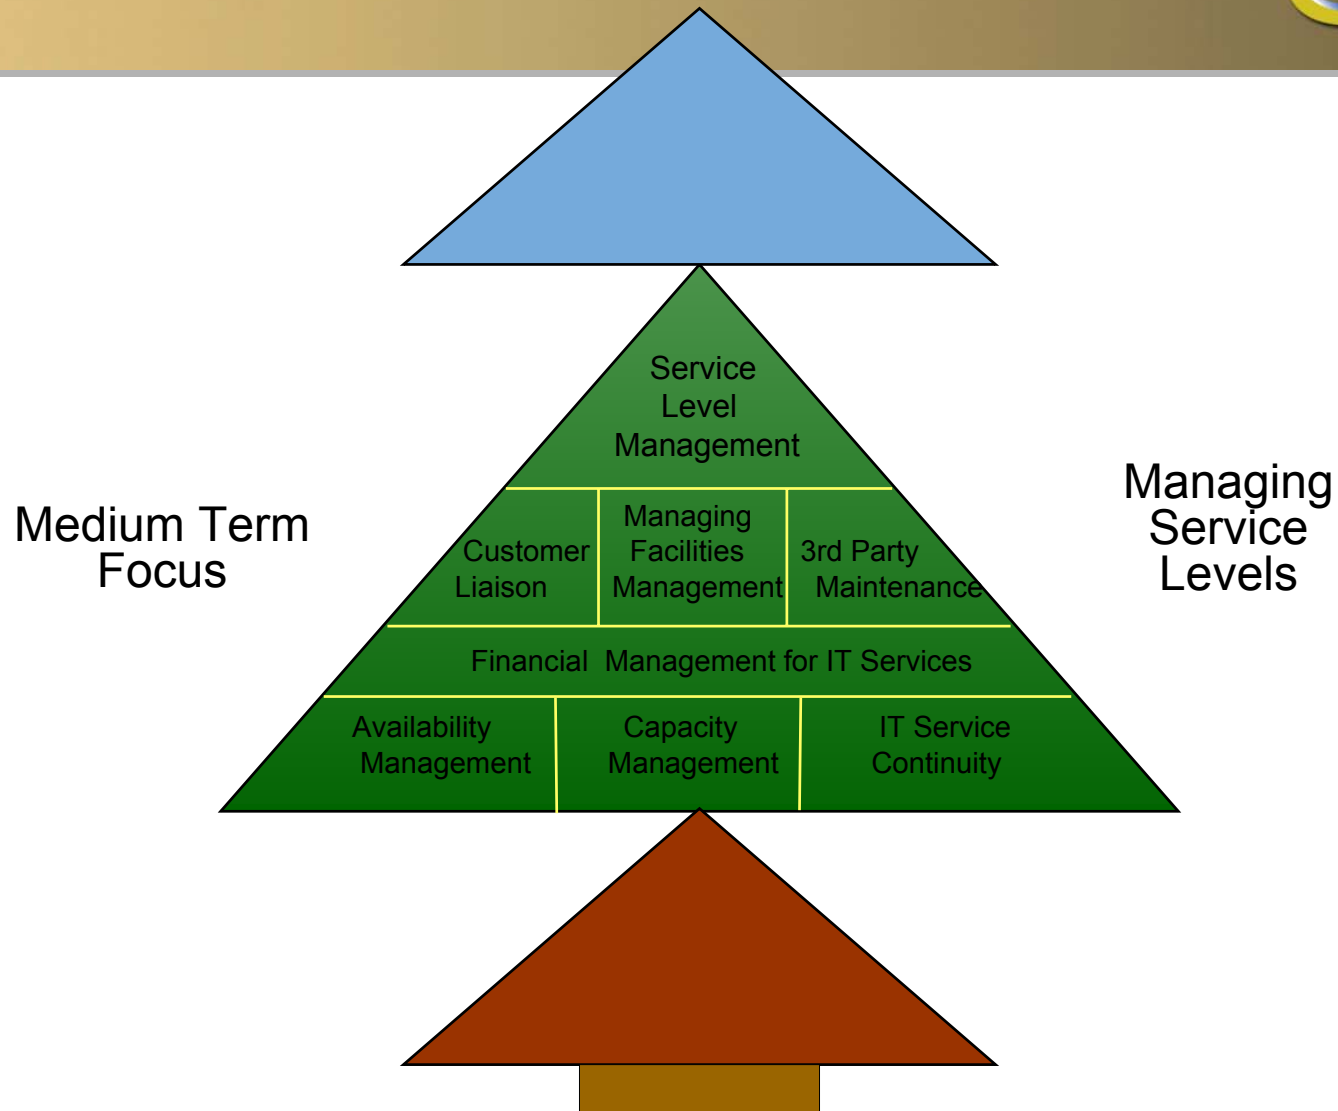 Service
Level
Management
Medium Term
Focus
Managing
Service
Levels
Customer
Liaison
Managing
Facilities
Management
3rd Party
Maintenance
Financial Management for IT Services
Availability
Management
Capacity
Management
IT Service
Continuity